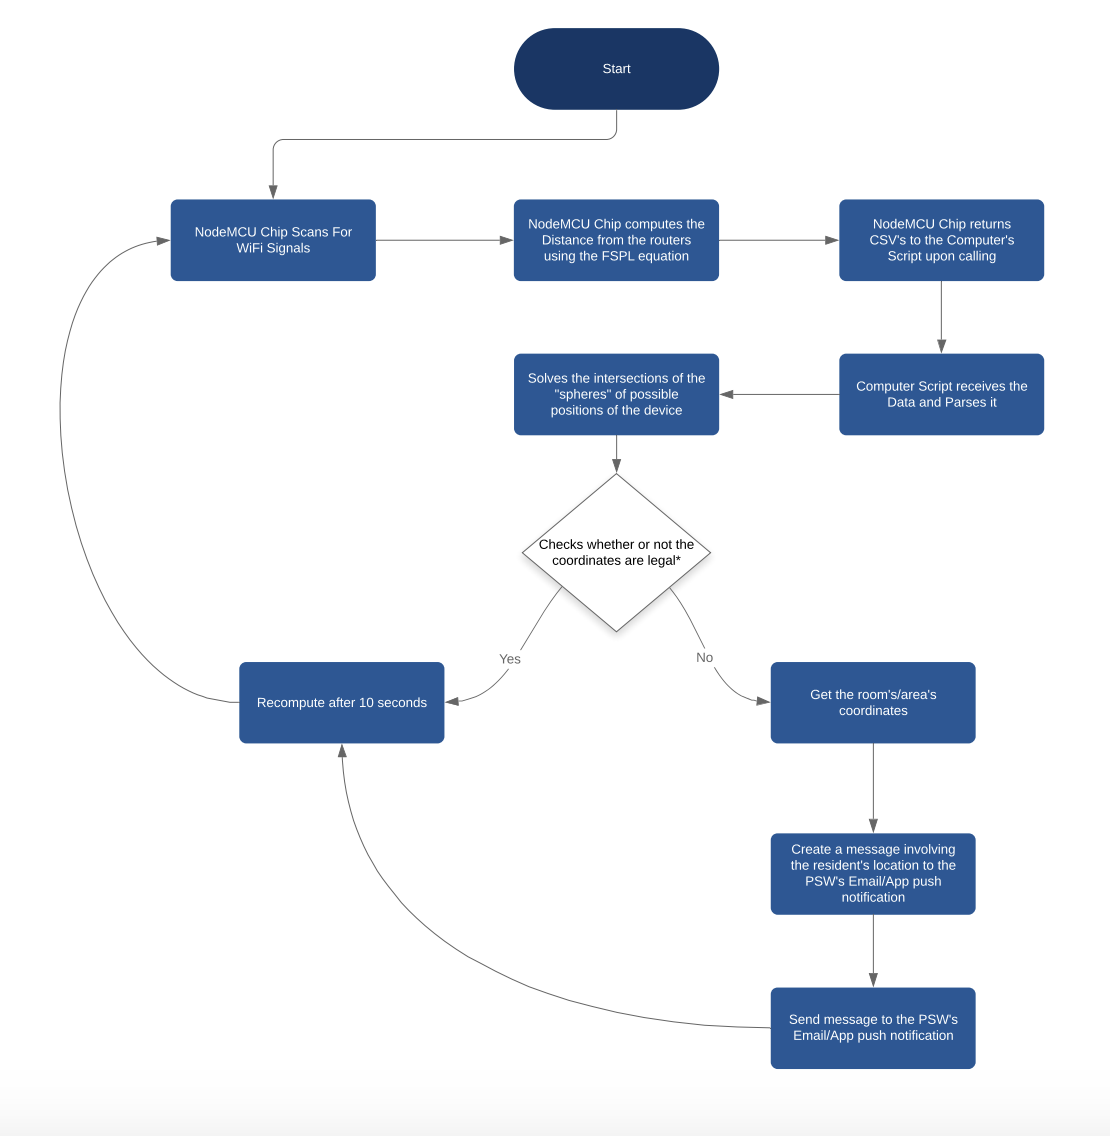 Start
NodeMCU Chip Scans For
WiFi Signals
NodeMCU Chip computes the
Distance from the routers
using the FSPL equation
NodeMCU Chip returns
CSV's to the Computer's
Script upon calling
Computer Script receives the
Data and Parses it
Solves the intersections of the
"spheres" of possible
positions of the device
Checks whether or not the
coordinates are legal*
Yes
No
Recompute after 10 seconds
Get the room's/area's
coordinates
Create a message involving
the resident's location to the
PSW's Email/App push
notification
Send message to the PSW's
Email/App push notification